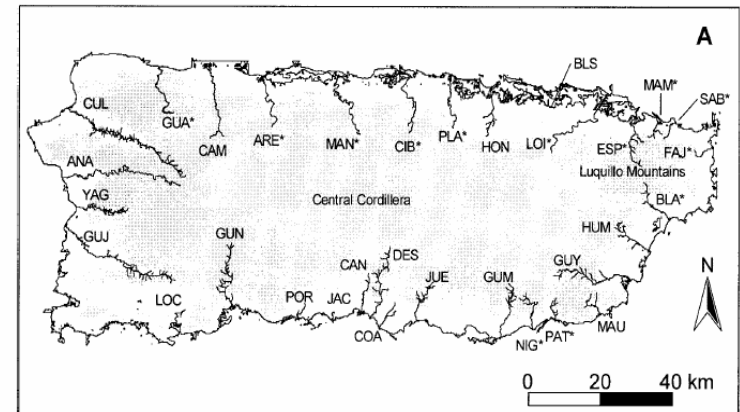 A
BLS
MAM*
SAB*
CUL
GUA*
CAM
ARE*
MAN*
CIB*
PLA*
HON
LOI*
ESP*
FAJ*
ANA
Luquillo Mountains
YAG
Central Cordillera
BLA*
GUJ
GUN
HUM
DES
CAN
JUE
GUM
GUY
N
LOC
POR
JAC
COA
MAU
NIG*
PAT*
0 20 40 km